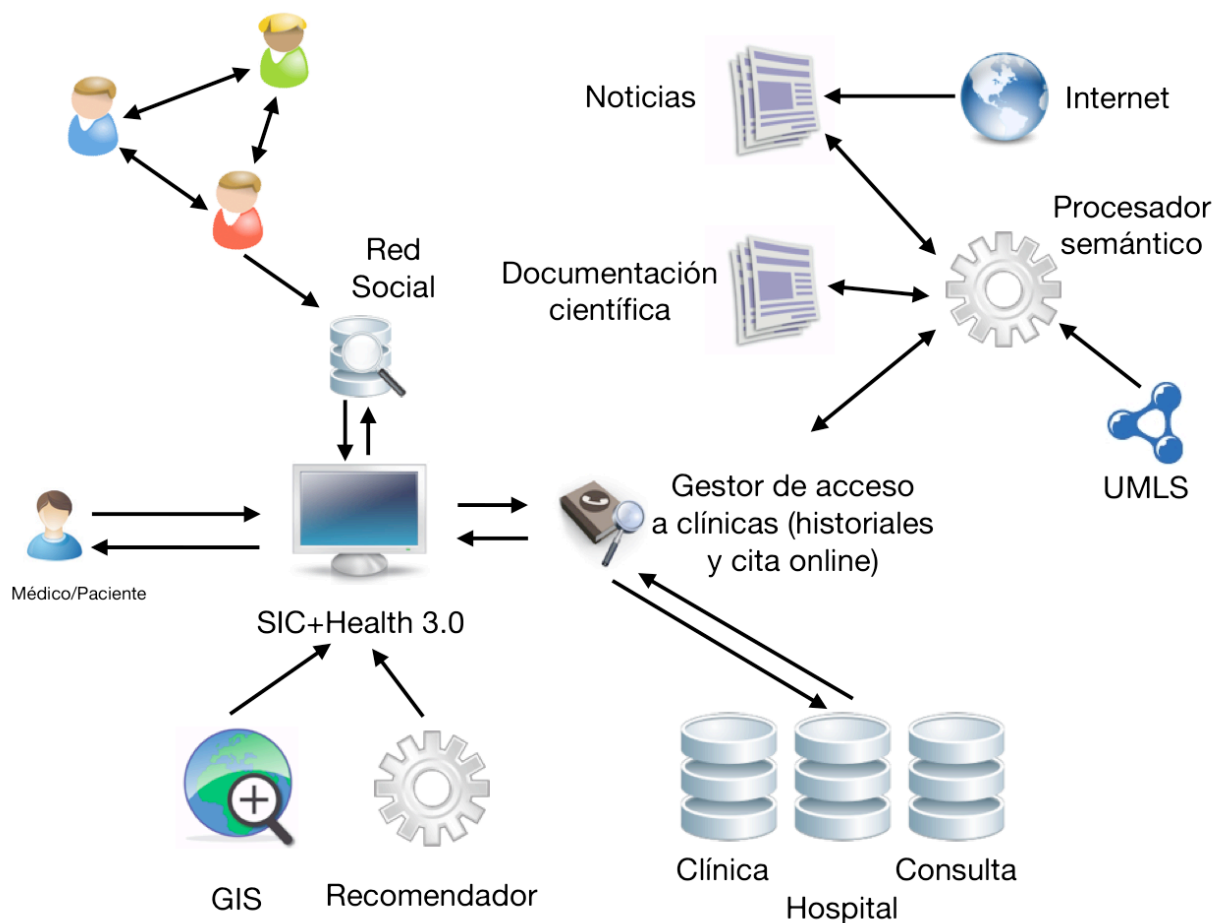 Noticias
Internet
Procesador
semántico
Red
Social
Documentación
científica
UMLS
Gestor de acceso
a clínicas (historiales
y cita online)
Médico/Paciente
SIC+Health 3.0
GIS
Recomendador
Clínica
Consulta
Hospital